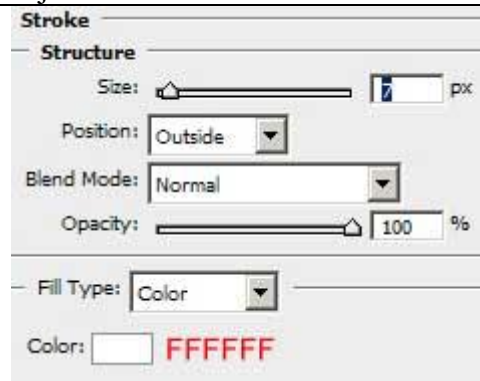 Stroke
Structure
Size: 7 px
Position: Outside
Blend Mode: Normal
Opacity: 100 %
Fill Type: Color
Color: FFFFFF